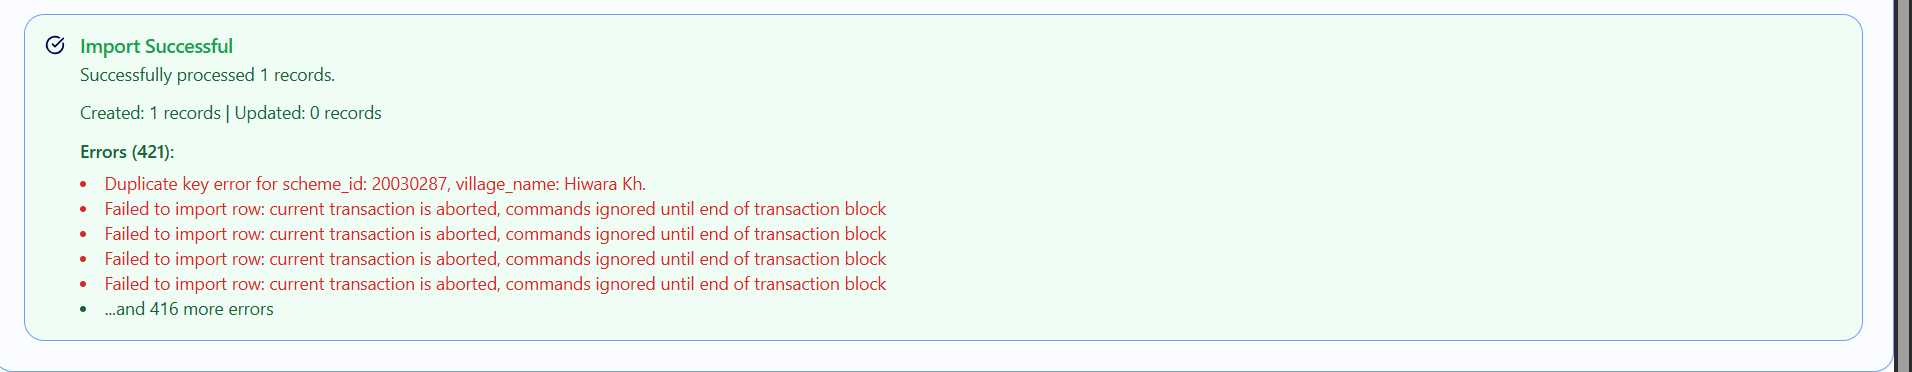 Import Successful
Successfully processed 1 records.
Created: 1 records | Updated: 0 records
Errors (421):
• Duplicate key error for scheme_id: 20030287, village_name: Hiwara Kh.
• Failed to import row: current transaction is aborted, commands ignored until end of transaction block
• Failed to import row: current transaction is aborted, commands ignored until end of transaction block
• Failed to import row: current transaction is aborted, commands ignored until end of transaction block
• Failed to import row: current transaction is aborted, commands ignored until end of transaction block
• ...and 416 more errors